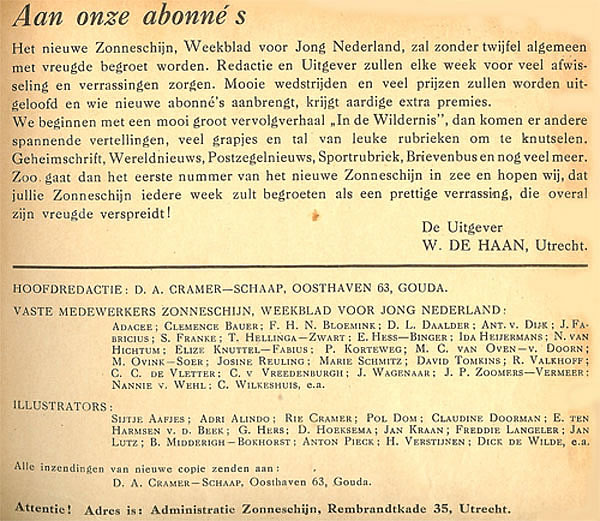 Aan onze abonné's
Het nieuwe Zonneschijn, Weekblad voor Jong Nederland, zal zonder twijfel algemeen
met vreugde begroet worden. Redactie en Uitgever zullen elke week voor veel afwis-
seling en verrassingen zorgen. Mooie wedstrijden en veel prijzen zullen worden uit-
geloofd en wie nieuwe abonné's aanbrengt, krijgt aardige extra premies.
We beginnen met een mooi groot vervolgverhaal „In de Wildernis", dan komen er andere
spannende vertellingen, veel grapjes en tal van leuke rubrieken om te knutselen.
Geheimschrift, Wereldnieuws, Postzegelnieuws, Sportrubriek, Brievenbus en nog veel meer.
Zoo gaat dan het eerste nummer van het nieuwe Zonneschijn in zee en hopen wij, dat
jullie Zonneschijn iedere week zult begroeten als een prettige verrassing, die overal
zijn vreugde verspreidt!
De Uitgever
W. DE HAAN, Utrecht.
HOOFDREDACTIE: D. A. CRAMER—SCHAAP, OOSTHAVEN 63, GOUDA.
VASTE MEDEWERKERS ZONNESCHIJN, WEEKBLAD VOOR JONG NEDERLAND:
ADACEE; CLEMENCE BAUER; F. H. N. BLOEMINK; D. L. DAALDER; ANT. V. DIJK; J. FA-
BRICIUS; S. FRANKE; T. HELLINGA—ZWART; E. HESS—BINGER; IDA HEIJERMANS; N. VAN
HICHTUM; ELIZE KNUTTEL—FABIUS; P. KORTEWEG; M. C. VAN OVEN—V. DOORN;
M. OVINK—SOER; JOSINE REULING; MARIE SCHMITZ; DAVID TOMKINS; R. VALKHOFF;
C. C. DE VLETTER; C. V VREEDENBURGH; J. WAGENAAR; J. P. ZOOMERS—VERMEER;
NANNIE V. WEHL; C. WILKESHUIS, e.a.
ILLUSTRATORS:
SIJTJE AAFJES; ADRI ALINDO; RIE CRAMER; POL DOM; CLAUDINE DOORMAN; E. TEN
HARMSEN V. D. BEEK; G. HERS; D. HOEKSEMA; JAN KRAAN; FREDDIE LANGELER; JAN
LUTZ; B. MIDDERIGH—BOKHORST; ANTON PIECK; H. VERSTIJNEN; DICK DE WILDE, e.a.
Alle inzendingen van nieuwe copie zenden aan:
D. A. CRAMER—SCHAAP, Oosthaven 63, Gouda.
Attentie! Adres is: Administratie Zonneschijn, Rembrandtkade 35, Utrecht.